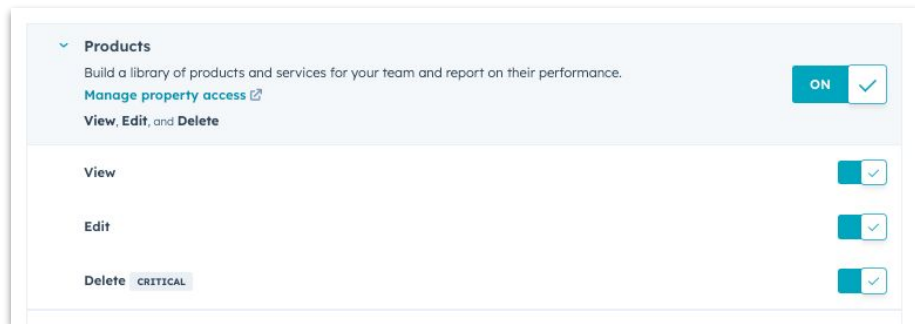 Products
Build a library of products and services for your team and report on their performance.
Manage property access
View, Edit, and Delete
ON
View
Edit
Delete CRITICAL